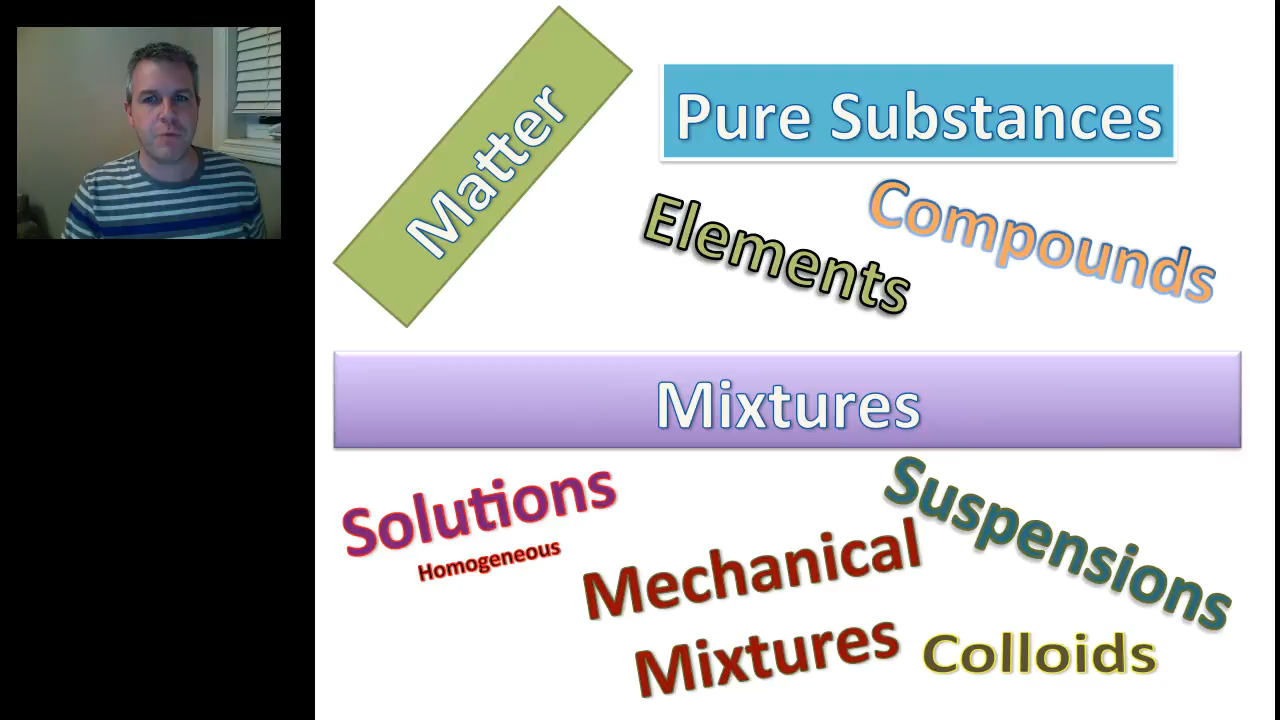 Matter
Pure Substances
Elements
Compounds
Mixtures
Solutions
Homogeneous
Mechanical
Mixtures
Suspensions
Colloids